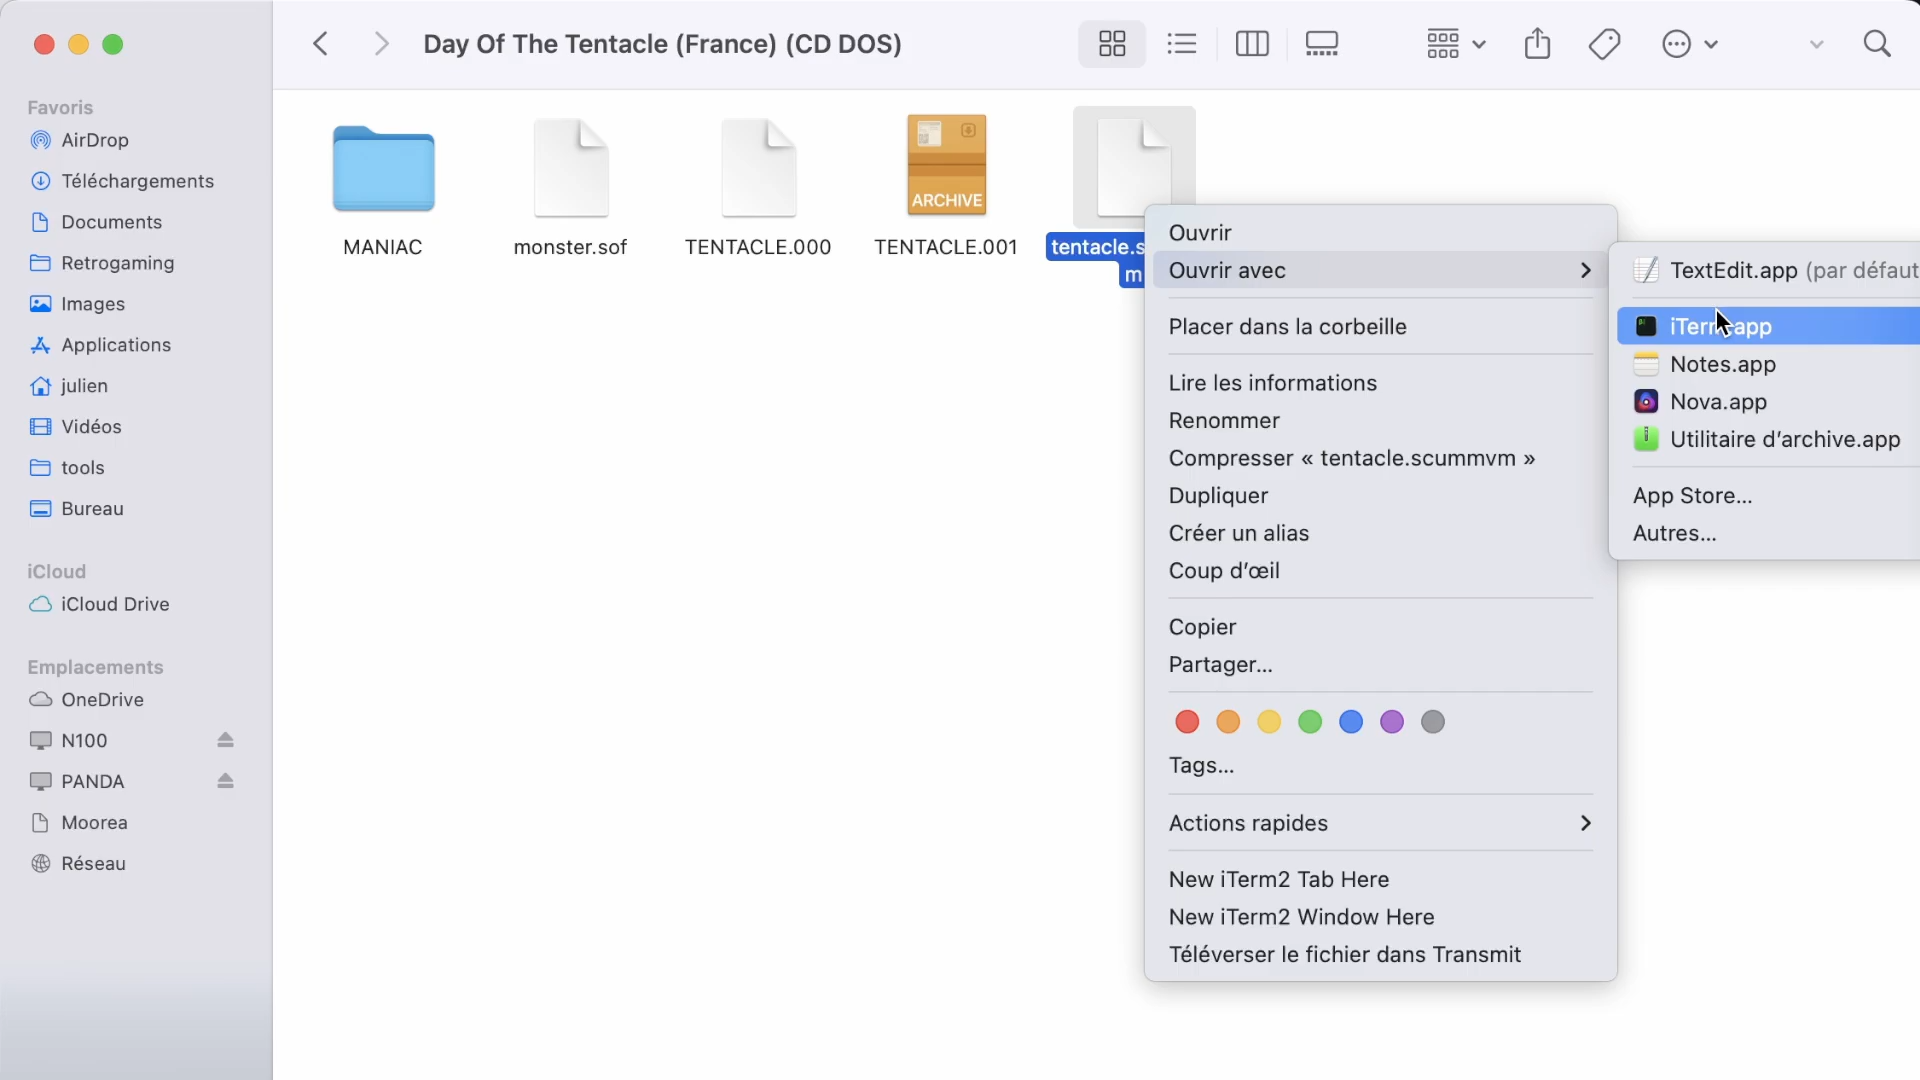 Day Of The Tentacle (France) (CD DOS)
Favoris
AirDrop
Téléchargements
Documents
Retrogaming
Images
Applications
julien
Vidéos
tools
Bureau
iCloud
iCloud Drive
Emplacements
OneDrive
N100
PANDA
Moorea
Réseau
MANIAC
monster.sof
TENTACLE.000
ARCHIVE
TENTACLE.001
tentacle.s
m
Ouvrir
Ouvrir avec
Placer dans la corbeille
Lire les informations
Renommer
Compresser « tentacle.scummvm »
Dupliquer
Créer un alias
Coup d’œil
Copier
Partager...
Tags...
Actions rapides
New iTerm2 Tab Here
New iTerm2 Window Here
Téléverser le fichier dans Transmit
TextEdit.app (par défaut
iTerm.app
Notes.app
Nova.app
Utilitaire d’archive.app
App Store...
Autres...